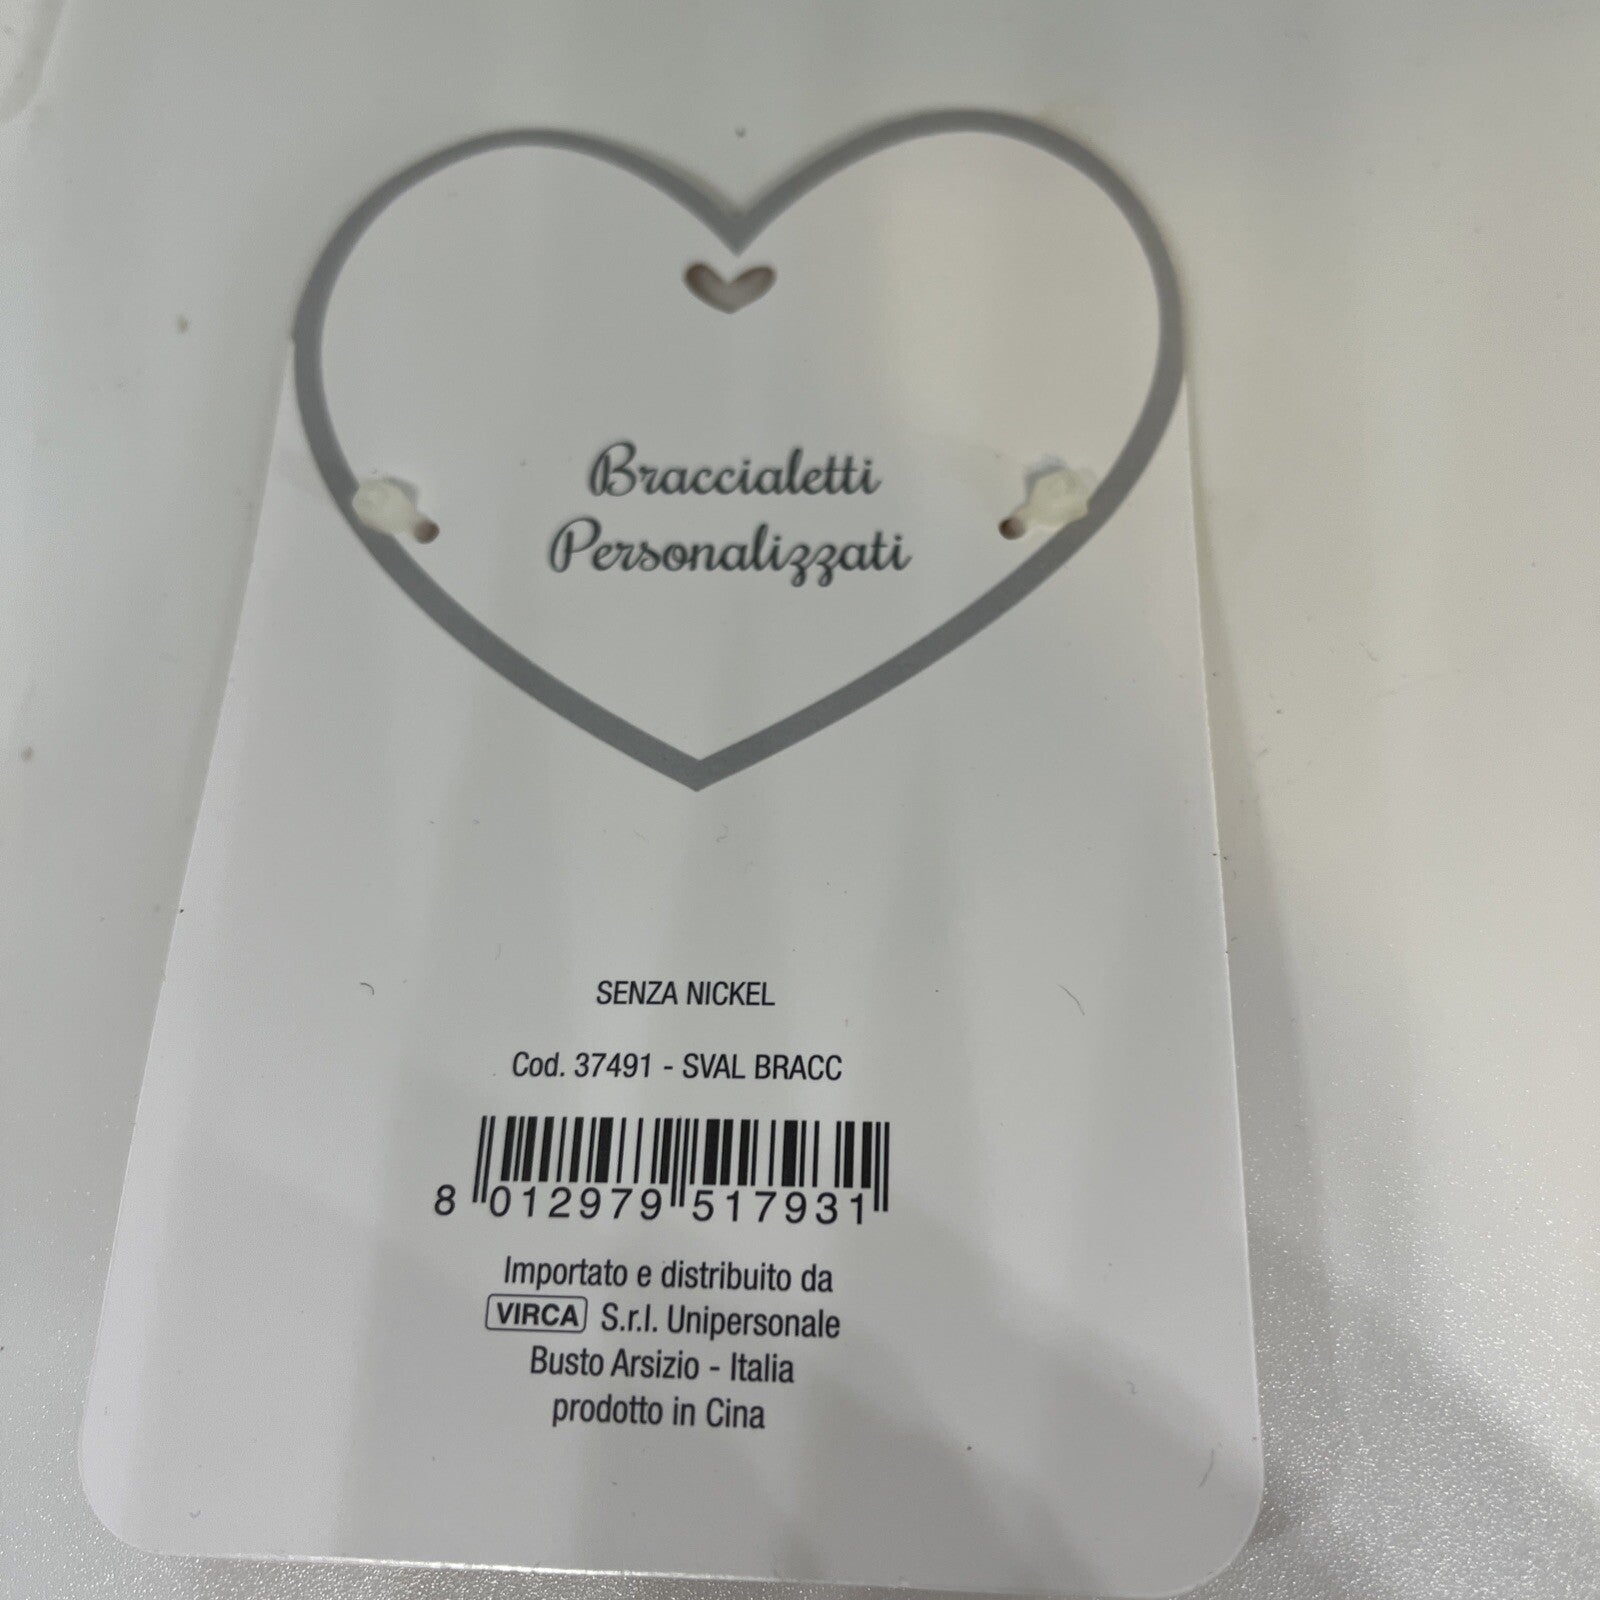 Braccialetti
Personalizzati
SENZA NICKEL
Cod. 37491 - SVAL BRACC
8 012979 517931
Importato e distribuito da
VIRCA S.r.l. Unipersonale
Busto Arsizio - Italia
prodotto in Cina